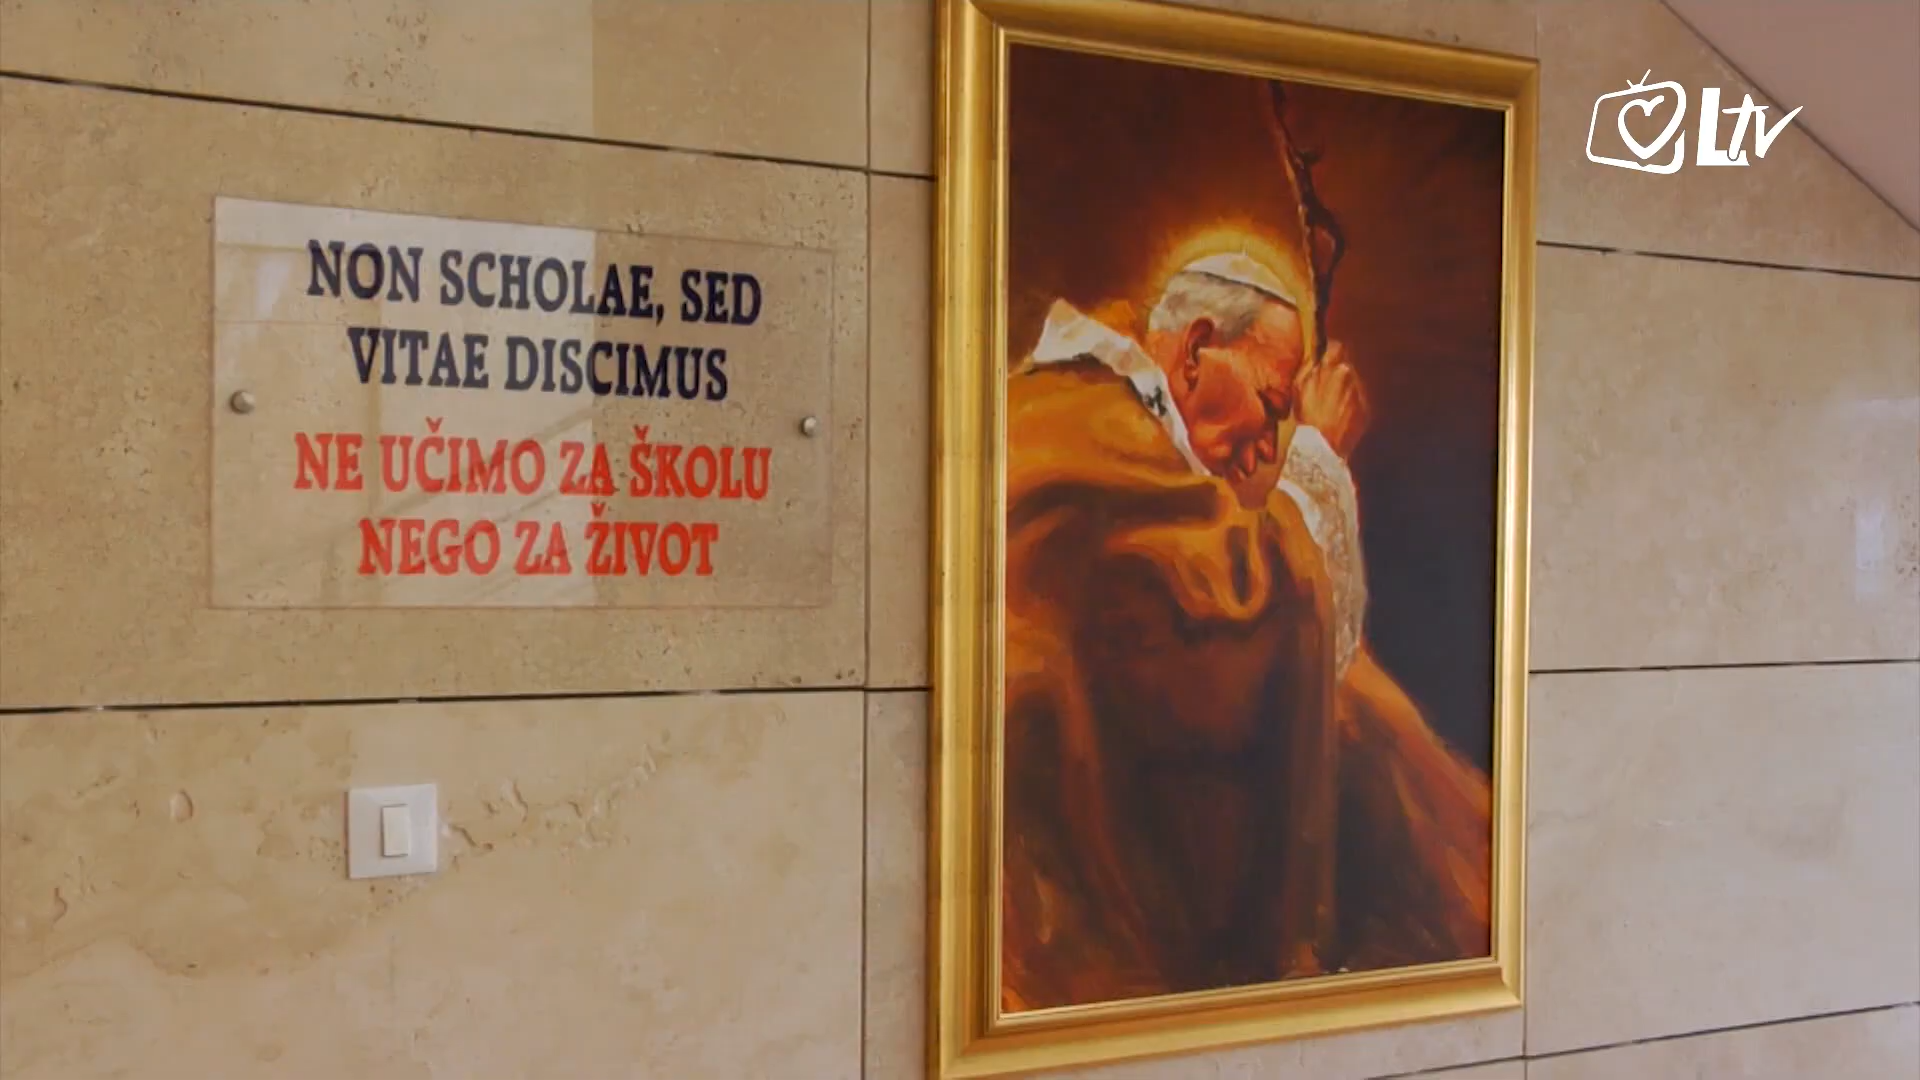 NON SCHOLAE, SED
VITAE DISCIMUS
NE UČIMO ZA ŠKOLU
NEGO ZA ŽIVOT
LTV